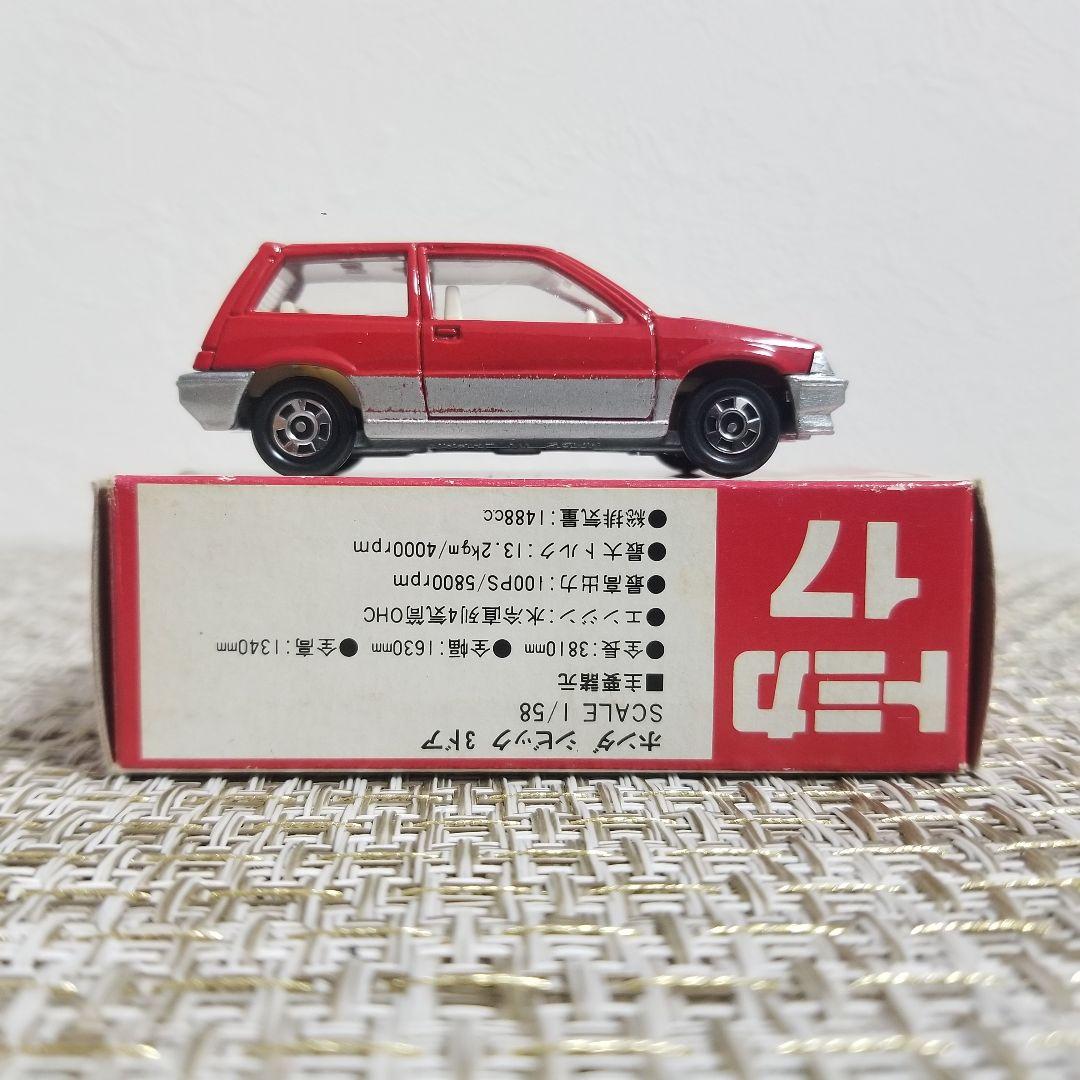 トミカ
17
ホンダ シビック 3ドア
SCALE 1/58
■主要諸元
●全長:3810mm ●全幅:1630mm ●全高:1340mm
●エンジン:水冷直列4気筒OHC
●最高出力:100PS/5800rpm
●最大トルク:13.2kgm/4000rpm
●総排気量:1488cc